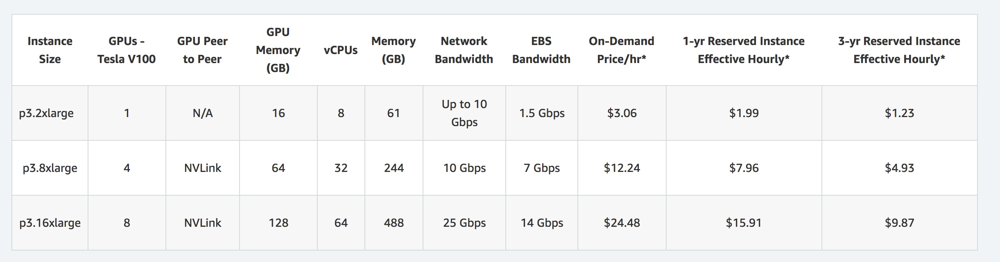 Instance Size
GPUs - Tesla V100
GPU Peer to Peer
GPU Memory (GB)
vCPUs
Memory (GB)
Network Bandwidth
EBS Bandwidth
On-Demand Price/hr*
1-yr Reserved Instance Effective Hourly*
3-yr Reserved Instance Effective Hourly*
p3.2xlarge 1 N/A 16 8 61 Up to 10 Gbps 1.5 Gbps $3.06 $1.99 $1.23
p3.8xlarge 4 NVLink 64 32 244 10 Gbps 7 Gbps $12.24 $7.96 $4.93
p3.16xlarge 8 NVLink 128 64 488 25 Gbps 14 Gbps $24.48 $15.91 $9.87